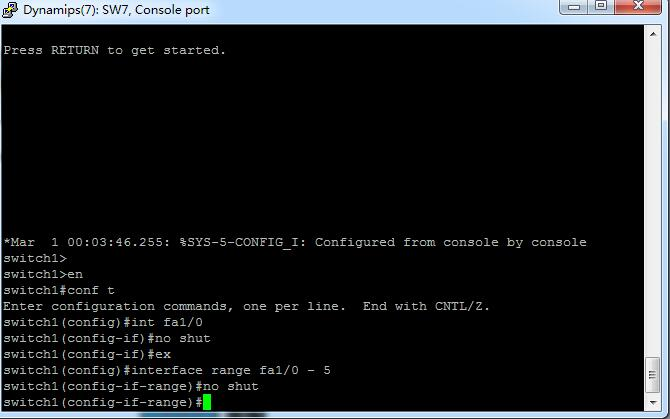 Dynamips(7): SW7, Console port
Press RETURN to get started.
*Mar  1 00:03:46.255: %SYS-5-CONFIG_I: Configured from console by console
switch1>
switch1>en
switch1#conf t
Enter configuration commands, one per line.  End with CNTL/Z.
switch1(config)#int fa1/0
switch1(config-if)#no shut
switch1(config-if)#ex
switch1(config)#interface range fa1/0 - 5
switch1(config-if-range)#no shut
switch1(config-if-range)#